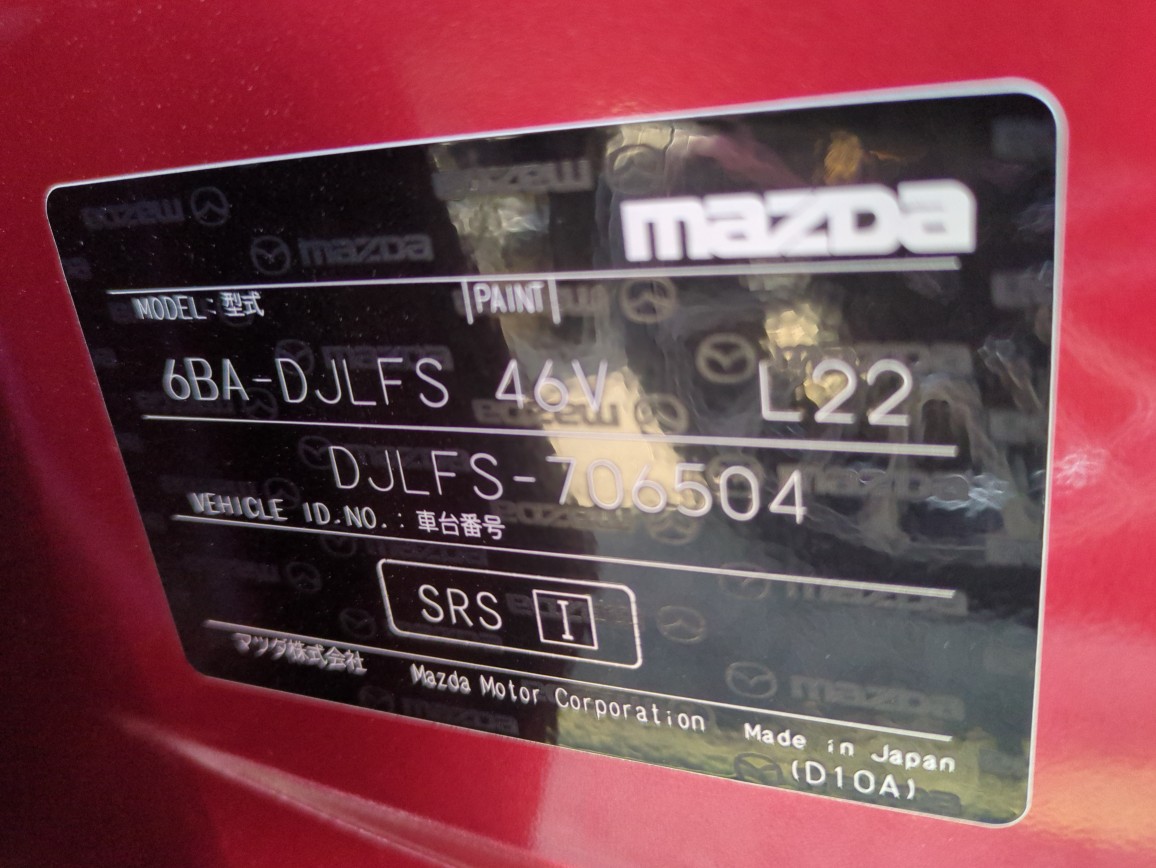 mazda
MODEL:型式 PAINT
6BA-DJLFS 46V L22
DJLFS-706504
VEHICLE ID.NO.:車台番号
SRS I
マツダ株式会社 Mazda Motor Corporation Made in Japan
(D10A)